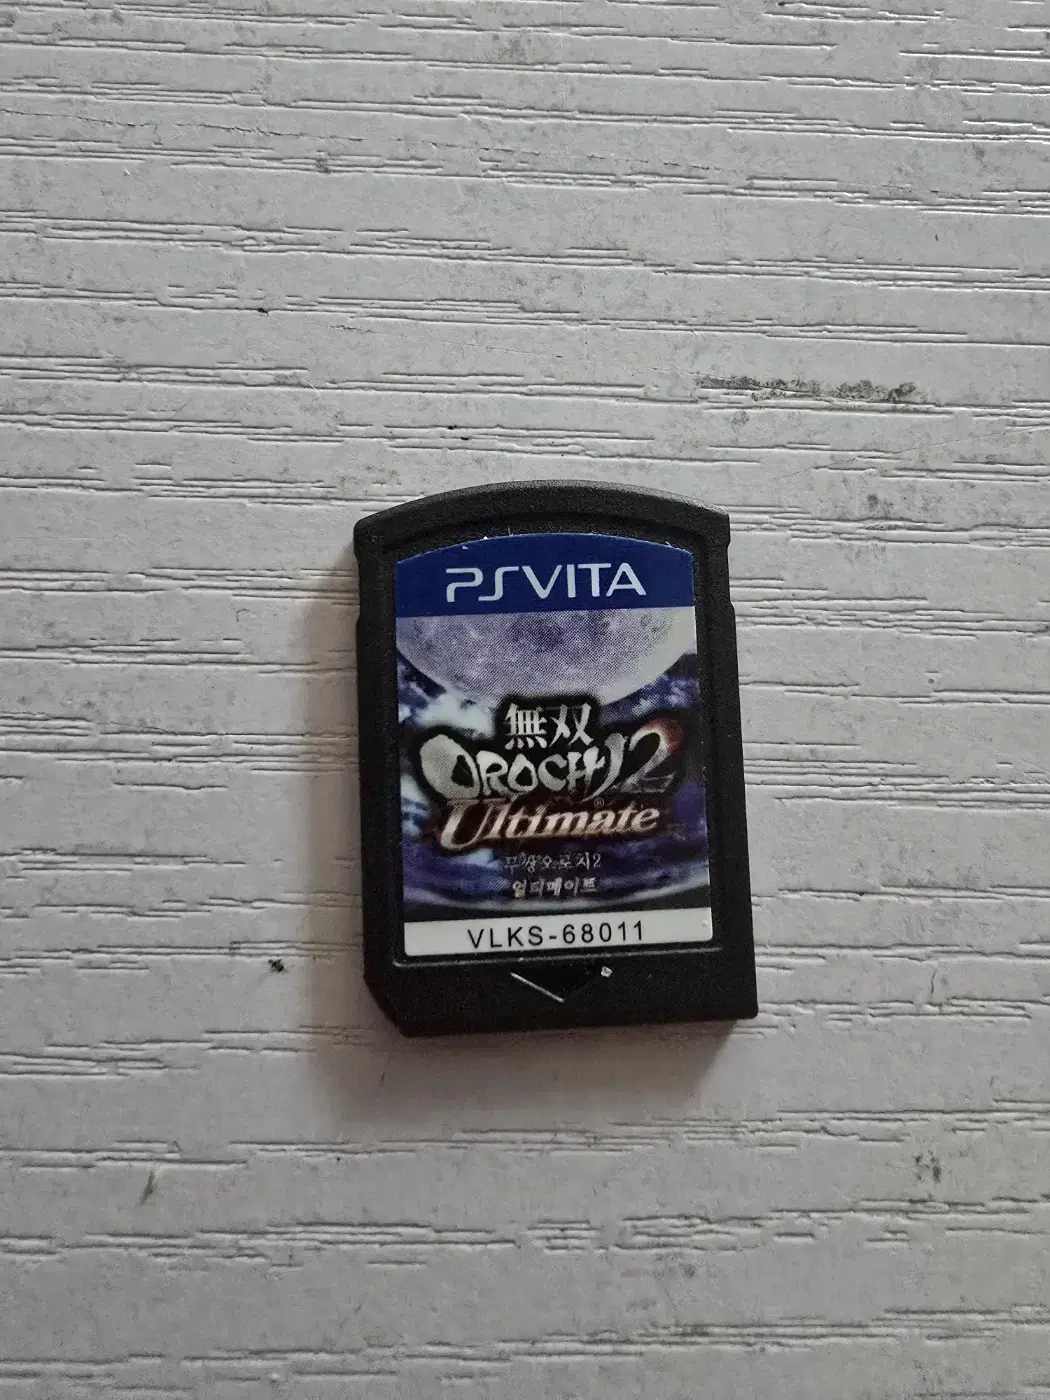 PSVITA
無双
OROCHI 2
Ultimate®
무쌍오로치2
얼티메이트
VLKS-68011